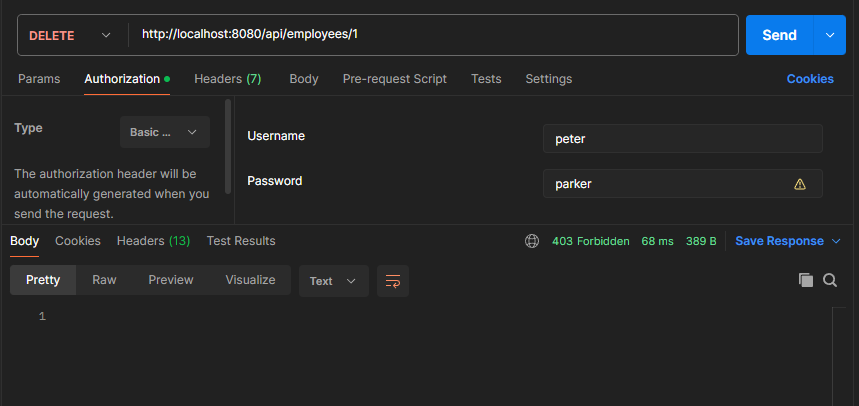 DELETE http://localhost:8080/api/employees/1 Send
Params Authorization Headers (7) Body Pre-request Script Tests Settings Cookies
Type Basic ...
The authorization header will be
automatically generated when you
send the request.
Username peter
Password parker
Body Cookies Headers (13) Test Results 403 Forbidden 68 ms 389 B Save Response
Pretty Raw Preview Visualize Text
1